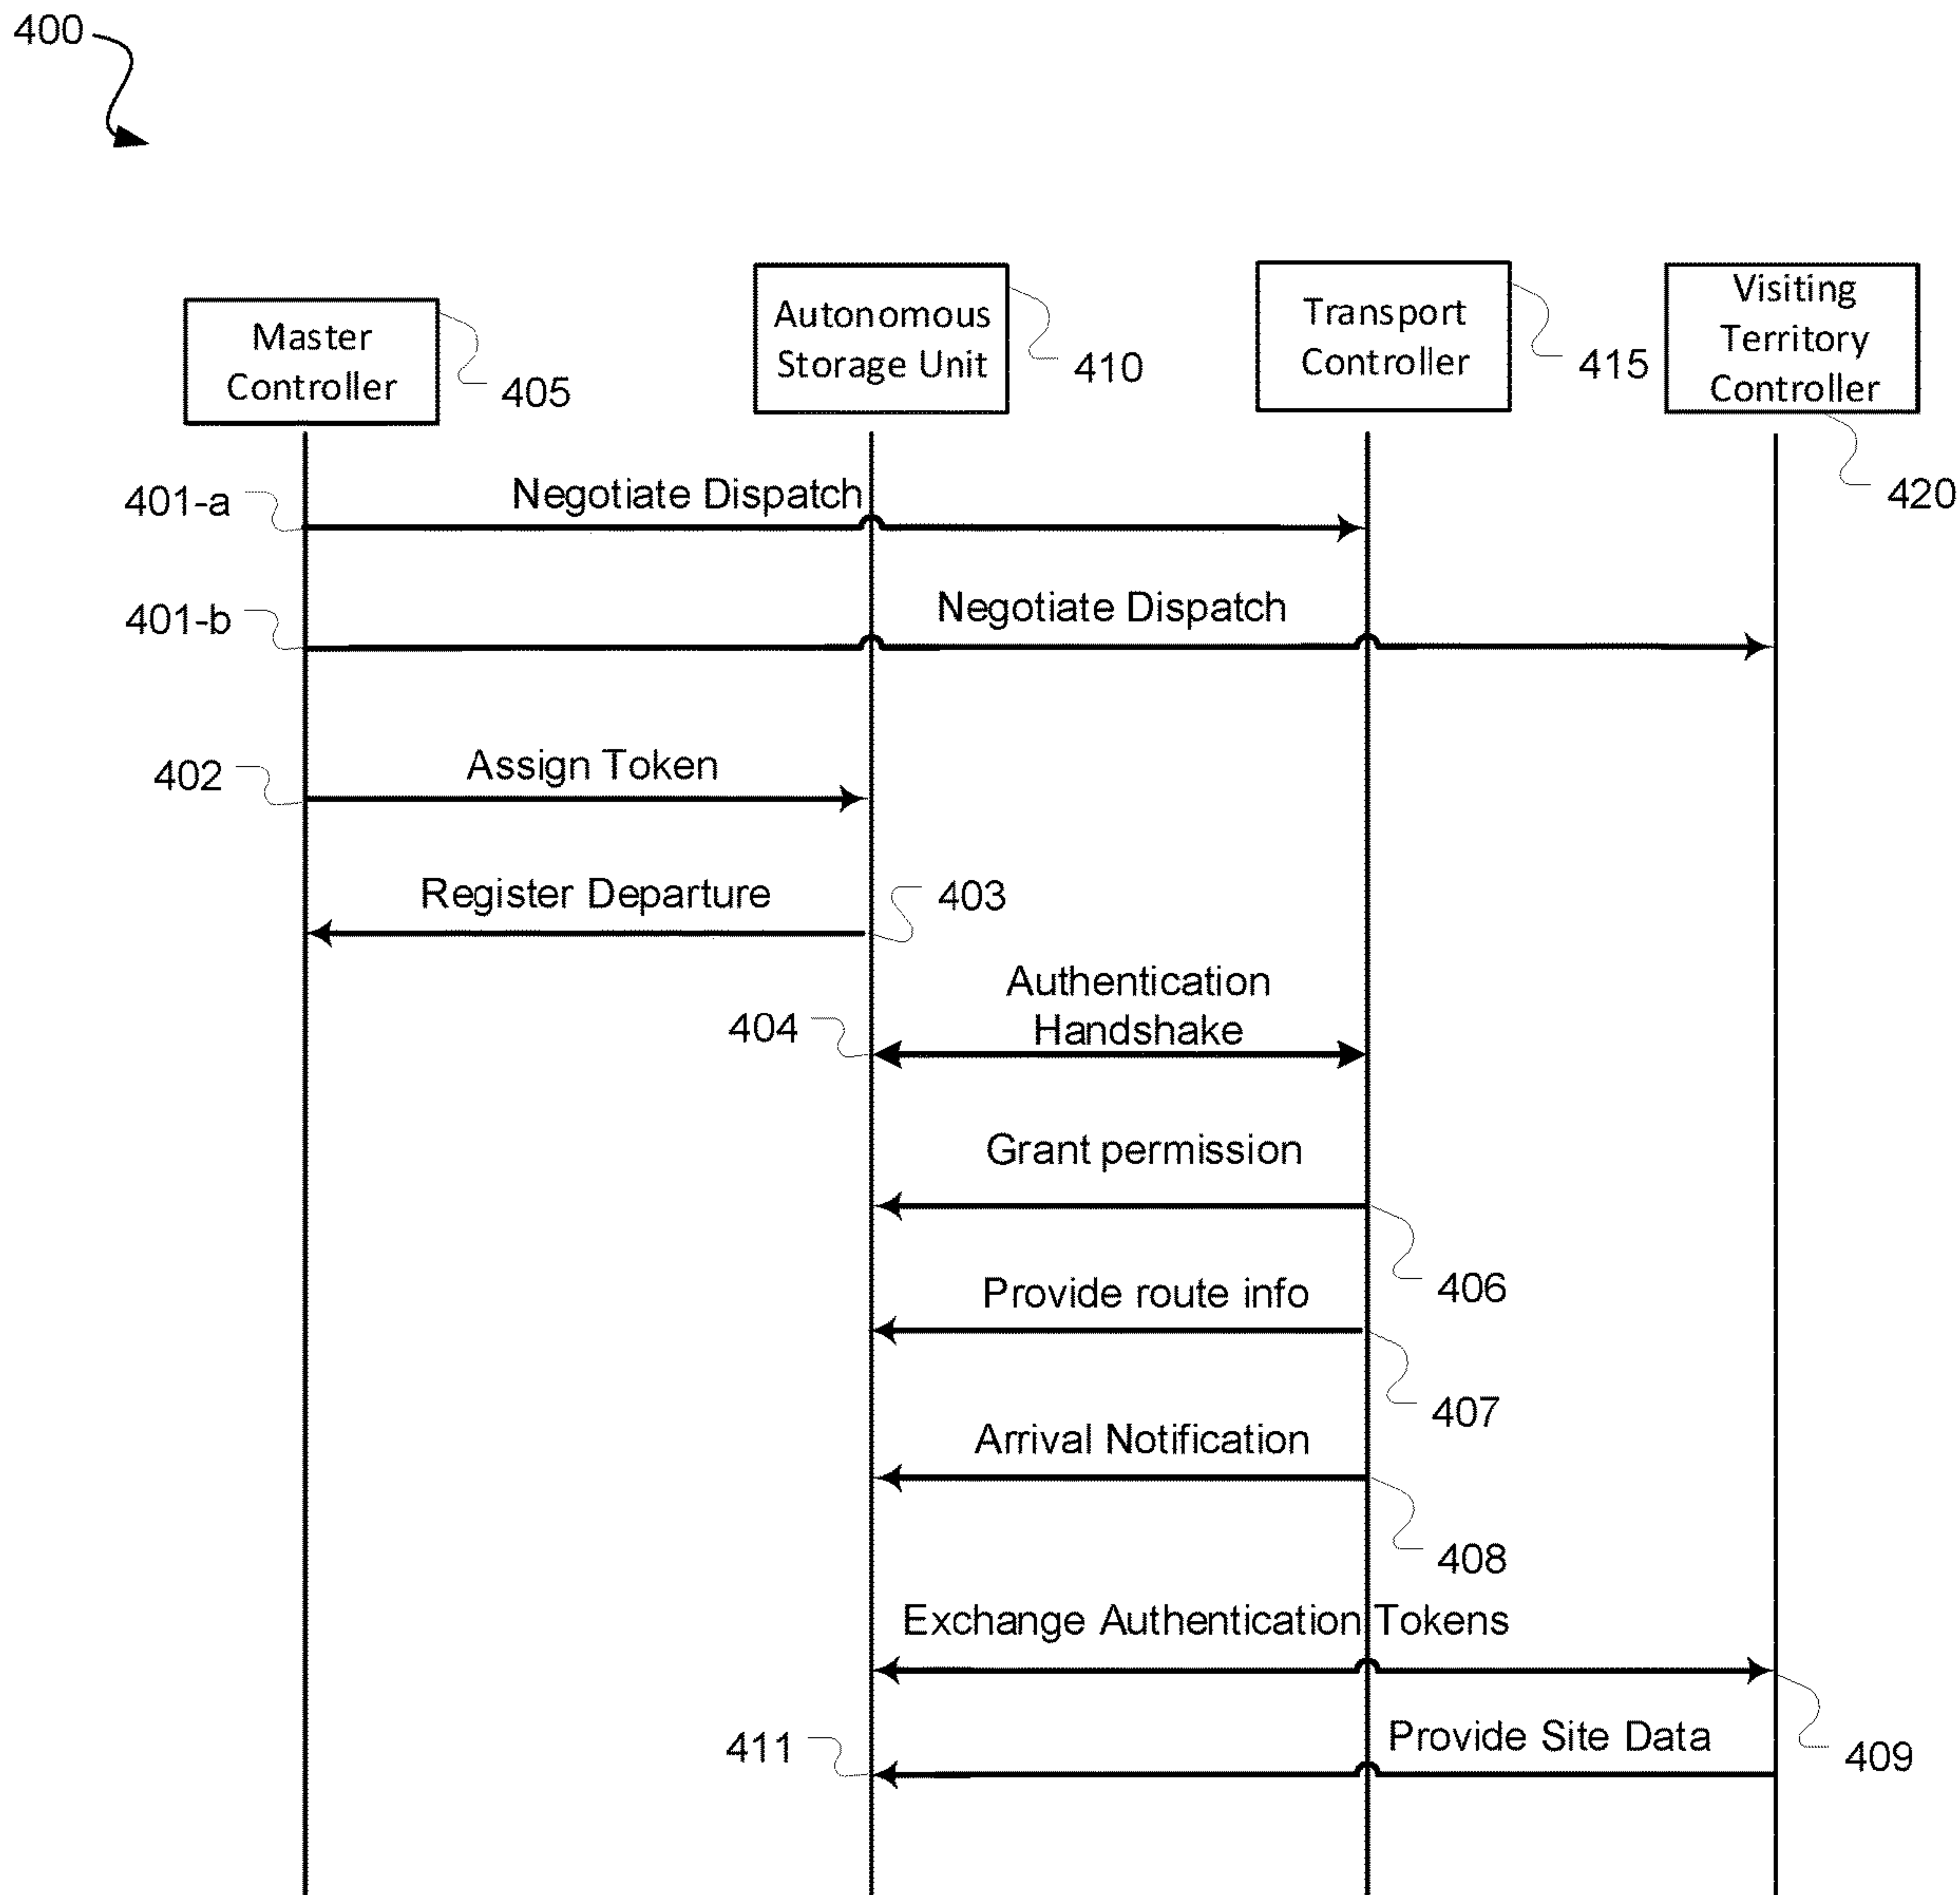 400
Master
Controller
405
Autonomous
Storage Unit
410
Transport
Controller
415
Visiting
Territory
Controller
420
401-a
Negotiate Dispatch
401-b
Negotiate Dispatch
402
Assign Token
Register Departure
403
Authentication
Handshake
404
Grant permission
406
Provide route info
407
Arrival Notification
408
Exchange Authentication Tokens
409
Provide Site Data
411